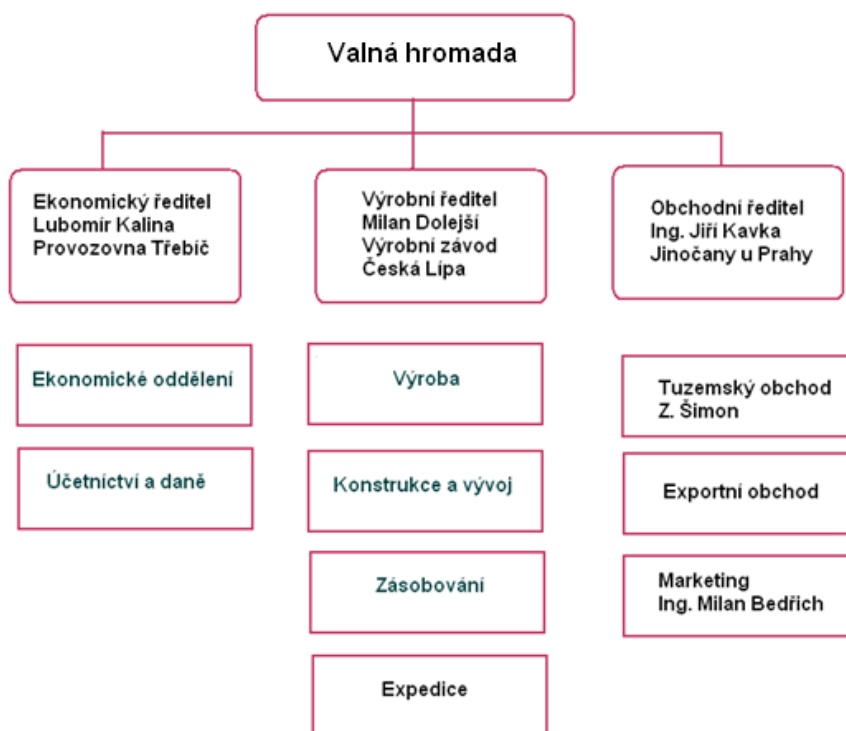 Valná hromada
Ekonomický ředitel
Lubomír Kalina
Provozovna Třebíč
Výrobní ředitel
Milan Dolejší
Výrobní závod
Česká Lípa
Obchodní ředitel
Ing. Jiří Kavka
Jinočany u Prahy
Ekonomické oddělení
Účetnictví a daně
Výroba
Konstrukce a vývoj
Zásobování
Expedice
Tuzemský obchod
Z. Šimon
Exportní obchod
Marketing
Ing. Milan Bedřich